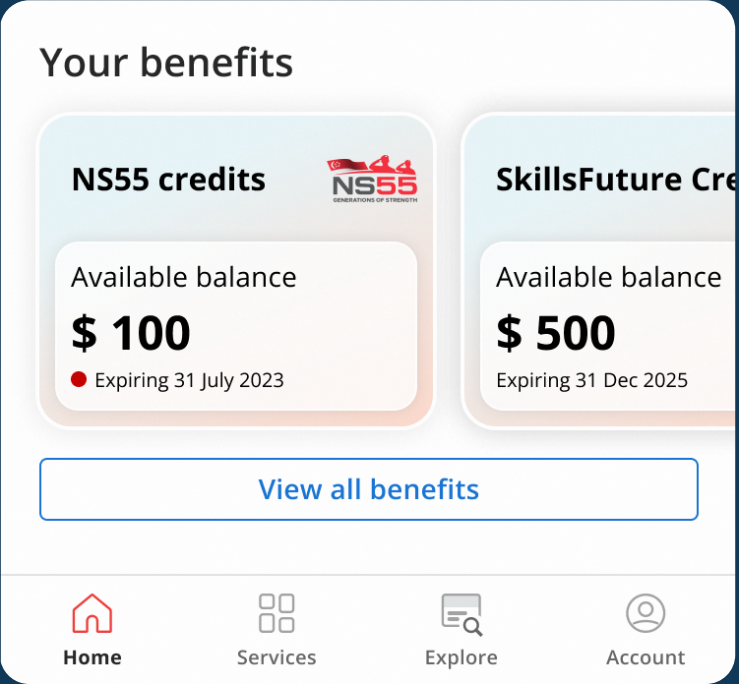 Your benefits
NS55 credits
NS55
GENERATIONS OF STRENGTH
Available balance
$ 100
Expiring 31 July 2023
SkillsFuture Cre
Available balance
$ 500
Expiring 31 Dec 2025
View all benefits
Home
Services
Explore
Account